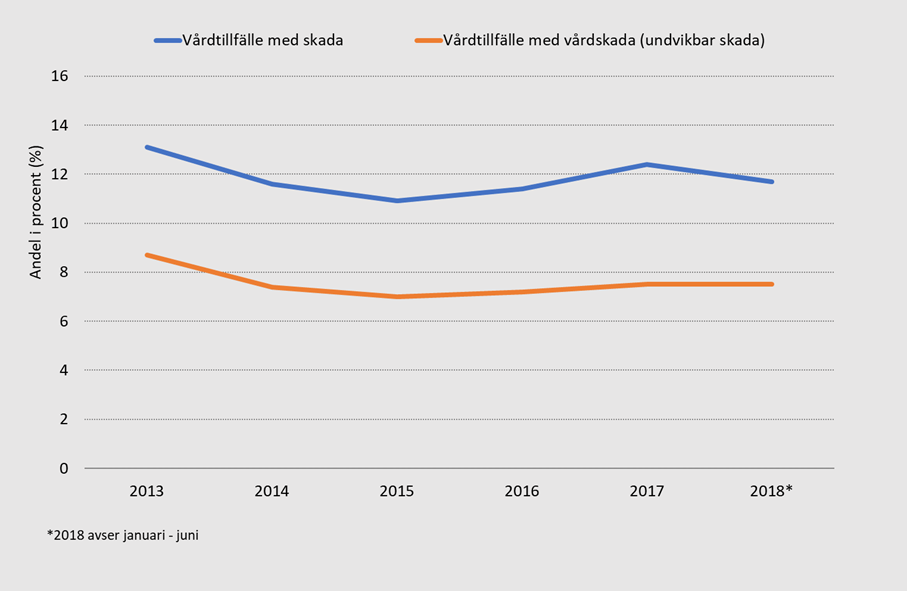 Vårdtillfälle med skada
Vårdtillfälle med vårdskada (undvikbar skada)
Andel i procent (%)
16
14
12
10
8
6
4
2
0
2013 2014 2015 2016 2017 2018*
*2018 avser januari - juni